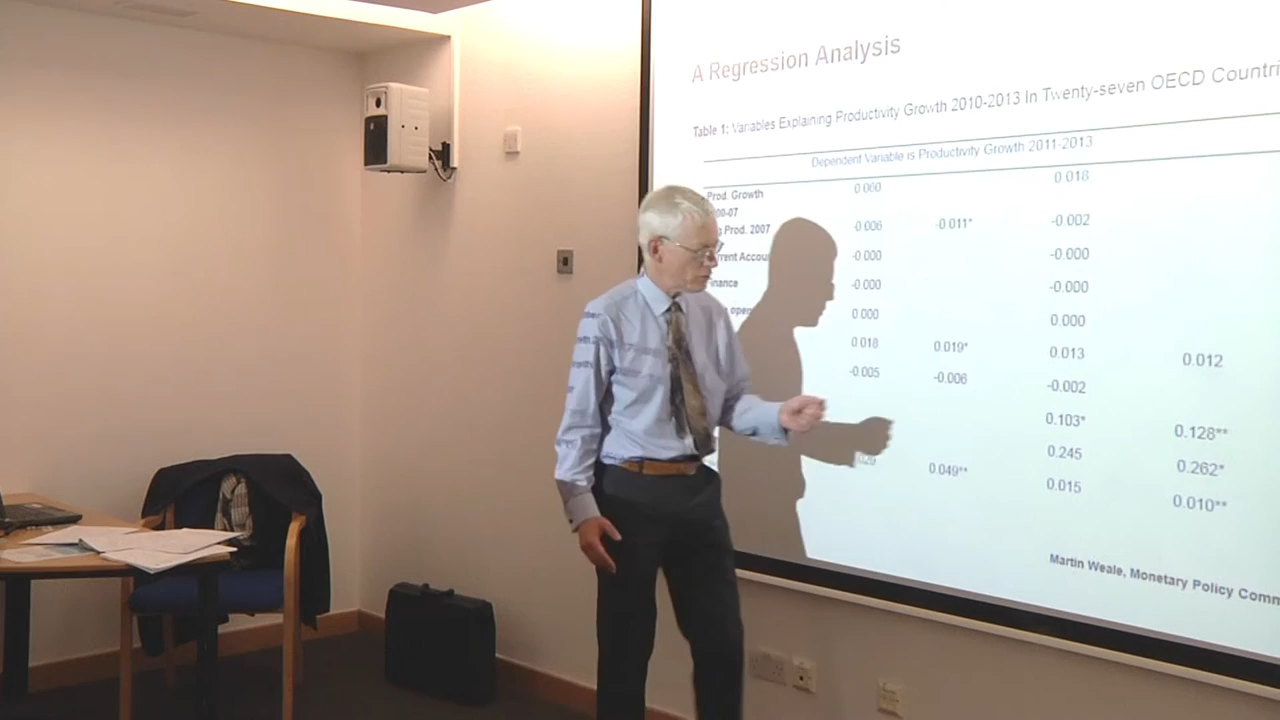 A Regression Analysis
Table 1: Variables Explaining Productivity Growth 2010-2013 In Twenty-seven OECD Countri
Dependent Variable is Productivity Growth 2011-2013
Prod. Growth 0.060 0.018
00-07
g Prod. 2007 -0.006 -0.011* -0.002
rrent Accou -0.000 -0.000
inance -0.000 -0.000
open 0.000 0.000
0.018 0.019* 0.013 0.012
-0.005 -0.006 -0.002
0.103* 0.128**
0.245 0.262*
0.049** 0.015 0.010**
Martin Weale, Monetary Policy Comm